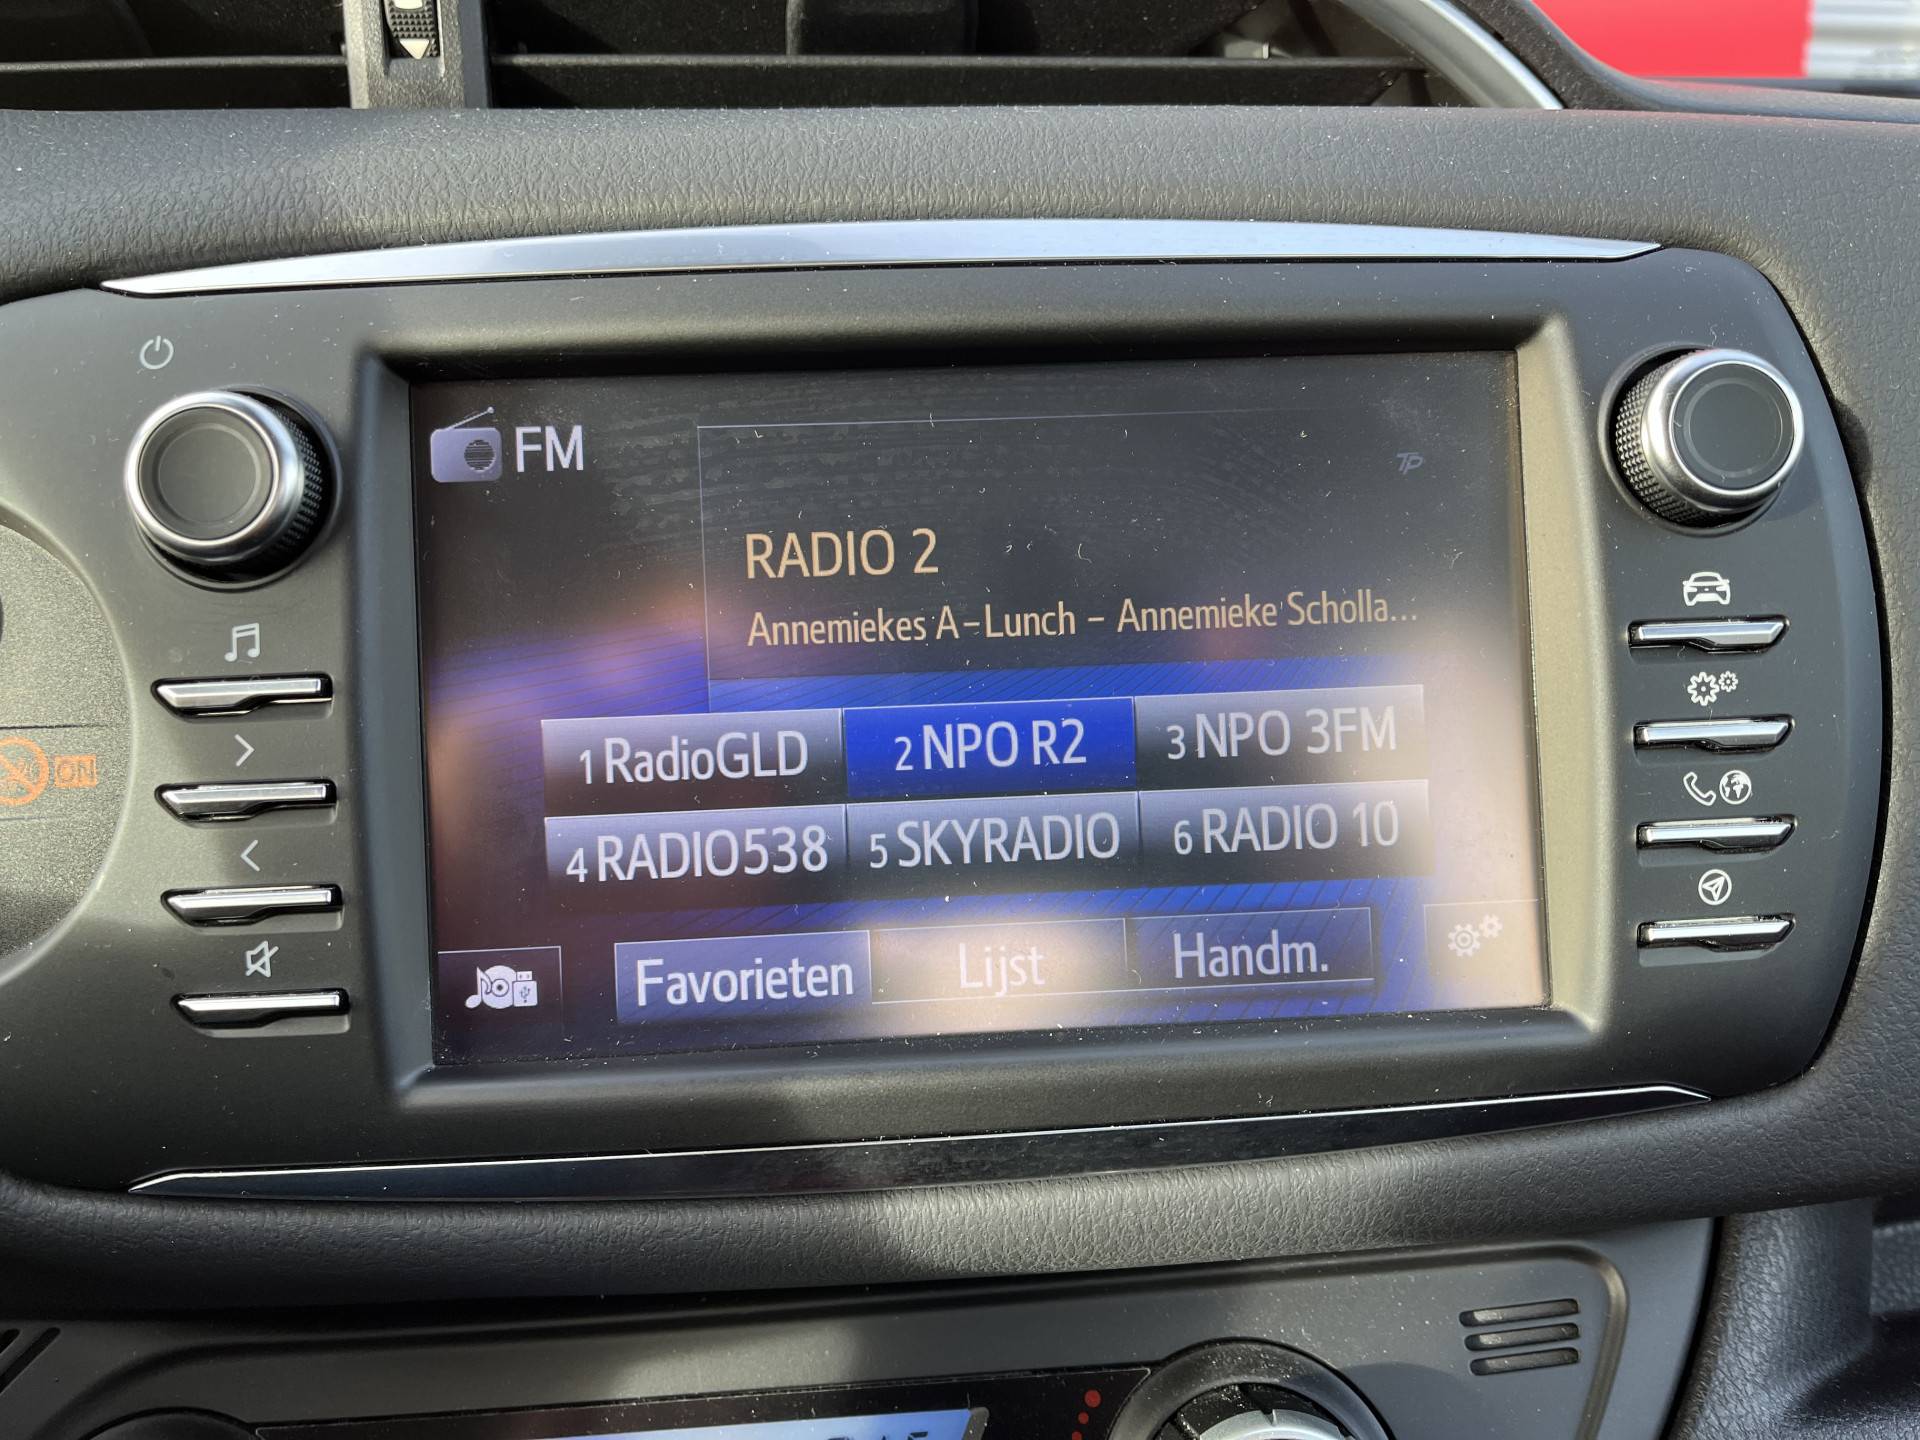 FM
TP
RADIO 2
Annemiekes A-Lunch - Annemieke Scholla...
1 RadioGLD 2 NPO R2 3 NPO 3FM
4 RADIO538 5 SKYRADIO 6 RADIO 10
Favorieten Lijst Handm.
ON